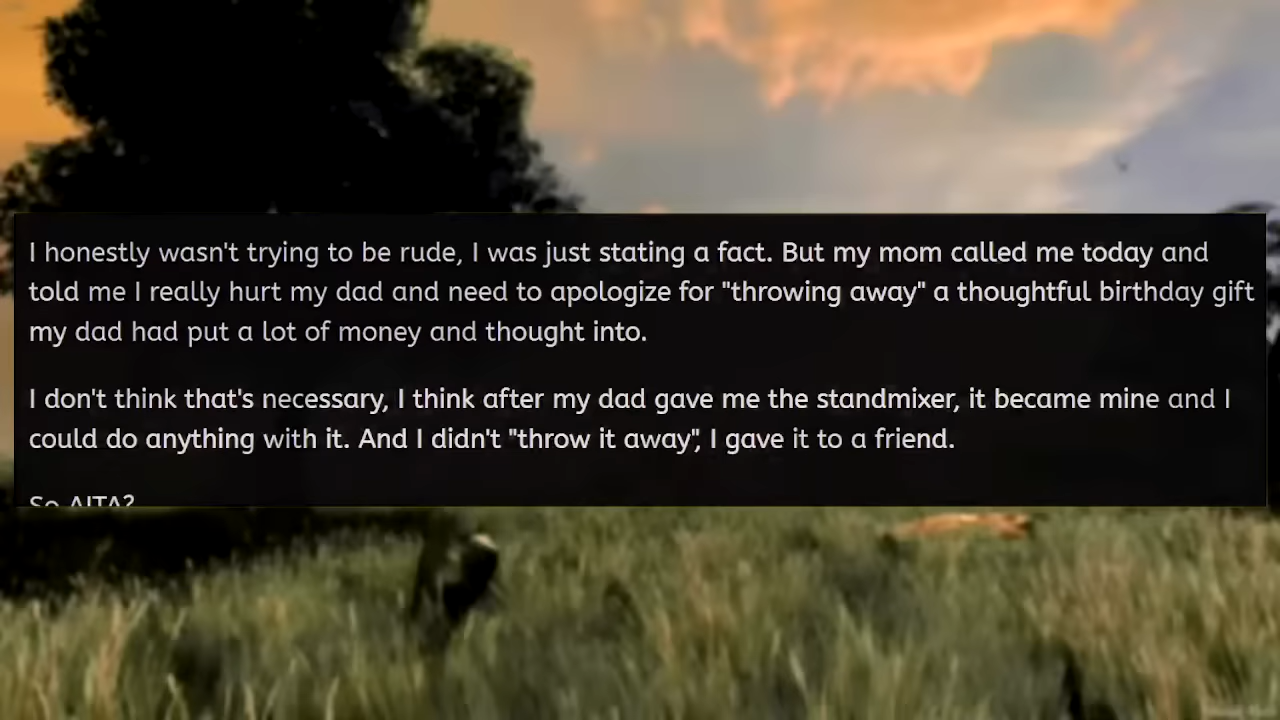 I honestly wasn't trying to be rude, I was just stating a fact. But my mom called me today and
told me I really hurt my dad and need to apologize for "throwing away" a thoughtful birthday gift
my dad had put a lot of money and thought into.
I don't think that's necessary, I think after my dad gave me the standmixer, it became mine and I
could do anything with it. And I didn't "throw it away", I gave it to a friend.
So AITA?